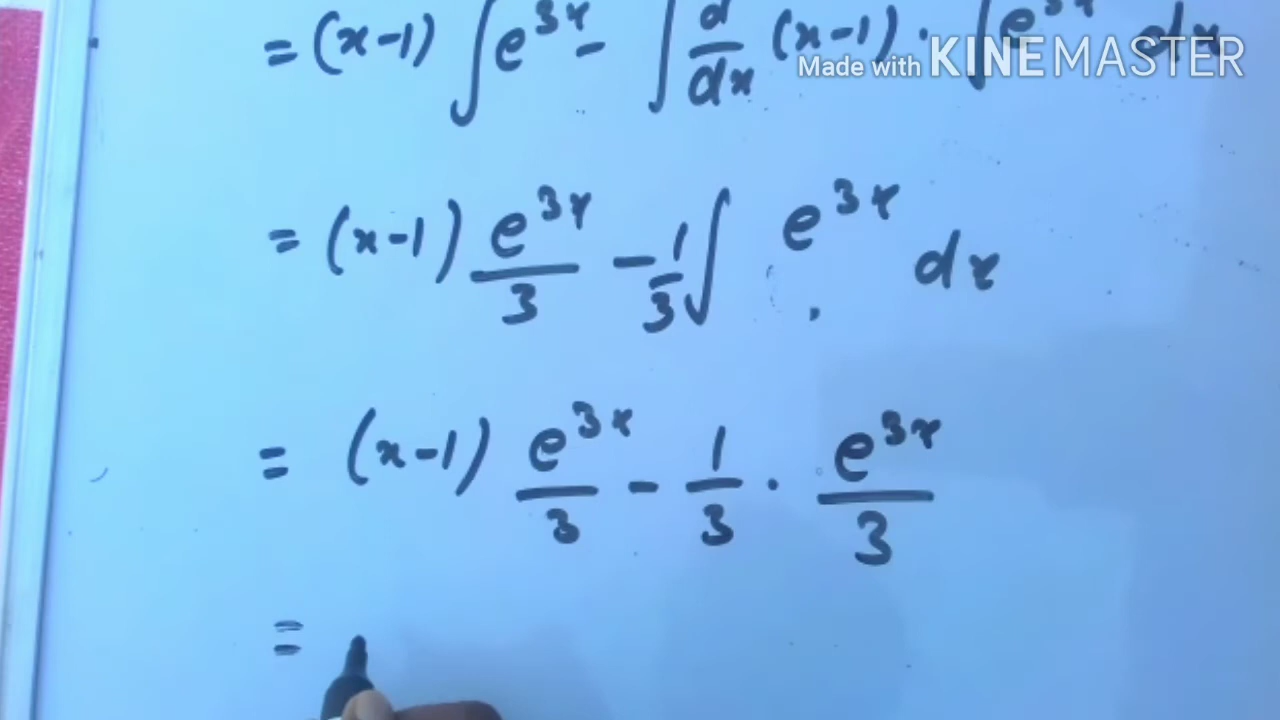 = (x-1) ∫ e^{3x} - ∫ d/dx (x-1) · ∫ e^{3x} dx
Made with KINEMASTER
= (x-1) e^{3x}/3 - 1/3 ∫ e^{3x} dx
= (x-1) e^{3x}/3 - 1/3 · e^{3x}/3
=